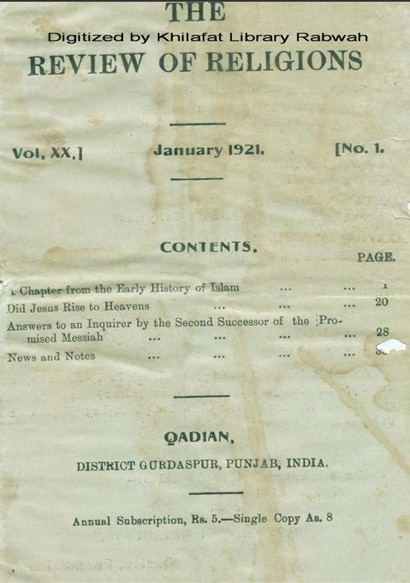 THE
Digitized by Khilafat Library Rabwah
REVIEW OF RELIGIONS
Vol. XX,] January 1921. [No. 1.
CONTENTS.
PAGE.
A Chapter from the Early History of Islam ... ... 1
Did Jesus Rise to Heavens ... ... ... 20
Answers to an Inquirer by the Second Successor of the Pro-
mised Messiah ... ... ... ... 28
News and Notes ... ... ... ...
QADIAN,
DISTRICT GURDASPUR, PUNJAB, INDIA.
Annual Subscription, Rs. 5.—Single Copy As. 8